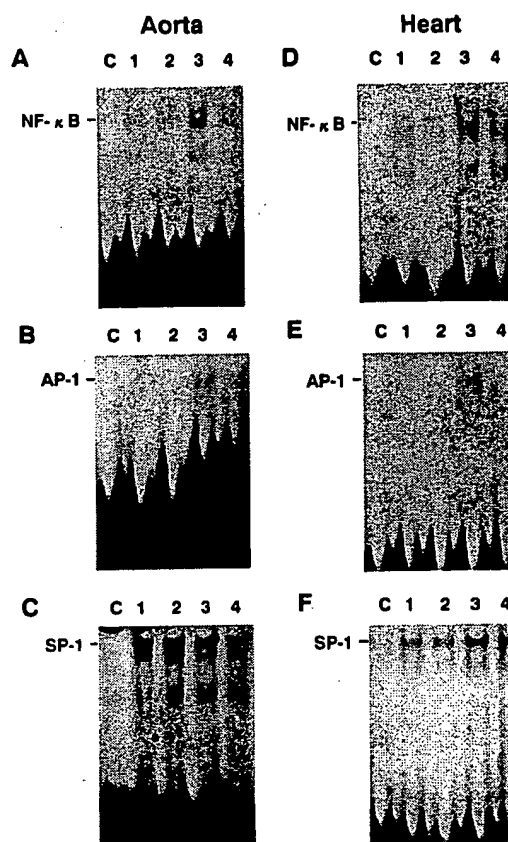 Aorta
Heart
A
C 1 2 3 4
NF-κB
D
C 1 2 3 4
NF-κB
B
C 1 2 3 4
AP-1
E
C 1 2 3 4
AP-1
C
C 1 2 3 4
SP-1
F
C 1 2 3 4
SP-1